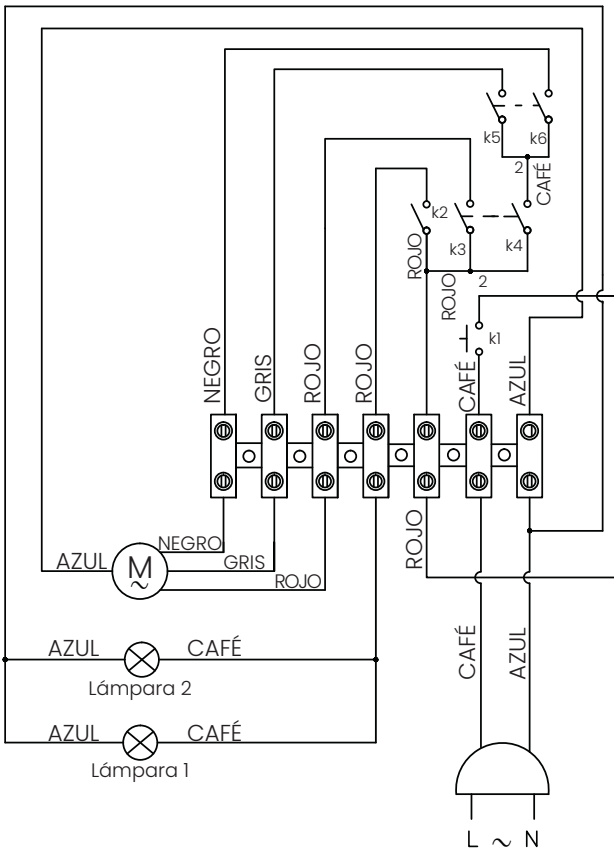 k5
k6
2
CAFÉ
k2
k3
k4
ROJO
ROJO
2
k1
NEGRO
GRIS
ROJO
ROJO
CAFÉ
AZUL
AZUL
M
~
NEGRO
GRIS
ROJO
ROJO
CAFÉ
AZUL
AZUL
CAFÉ
Lámpara 2
AZUL
CAFÉ
Lámpara 1
L ~ N